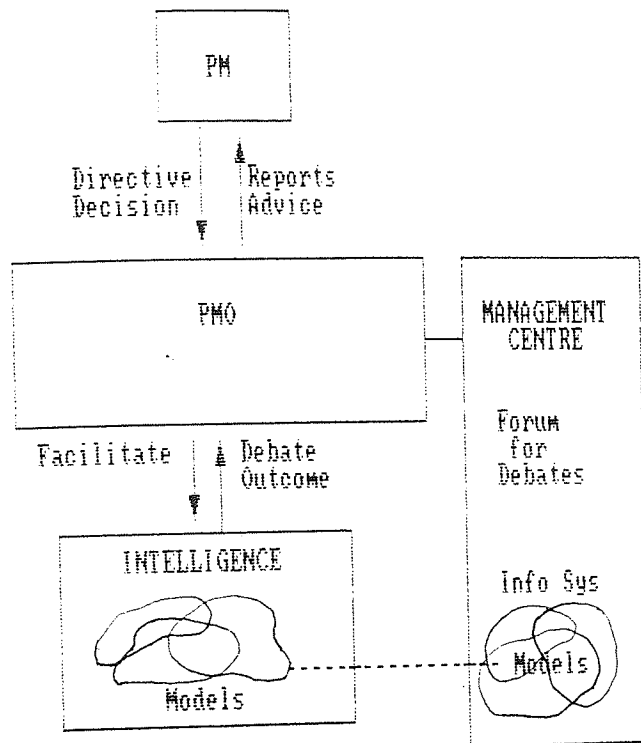 PM
Directive
Decision
Reports
Advice
PMO
MANAGEMENT
CENTRE
Forum
for
Debates
Facilitate
Debate
Outcome
INTELLIGENCE
Models
Info Sys
Models